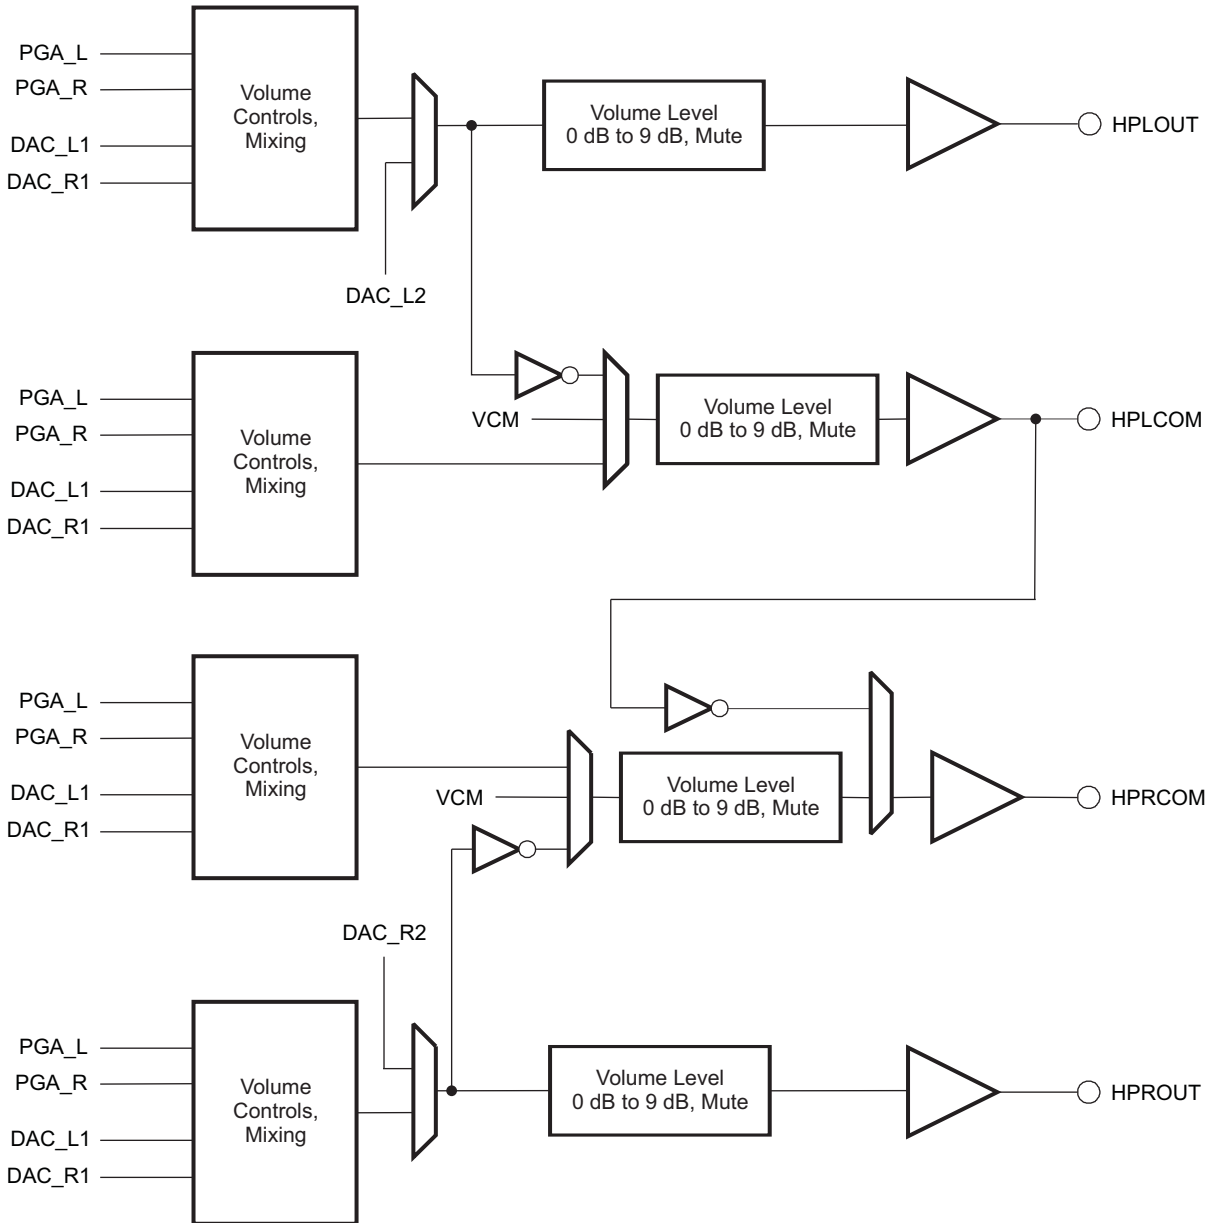 PGA_L
PGA_R
DAC_L1
DAC_R1
Volume
Controls,
Mixing
DAC_L2
Volume Level
0 dB to 9 dB, Mute
HPLOUT
PGA_L
PGA_R
DAC_L1
DAC_R1
Volume
Controls,
Mixing
VCM
Volume Level
0 dB to 9 dB, Mute
HPLCOM
PGA_L
PGA_R
DAC_L1
DAC_R1
Volume
Controls,
Mixing
VCM
Volume Level
0 dB to 9 dB, Mute
HPRCOM
DAC_R2
PGA_L
PGA_R
DAC_L1
DAC_R1
Volume
Controls,
Mixing
Volume Level
0 dB to 9 dB, Mute
HPROUT